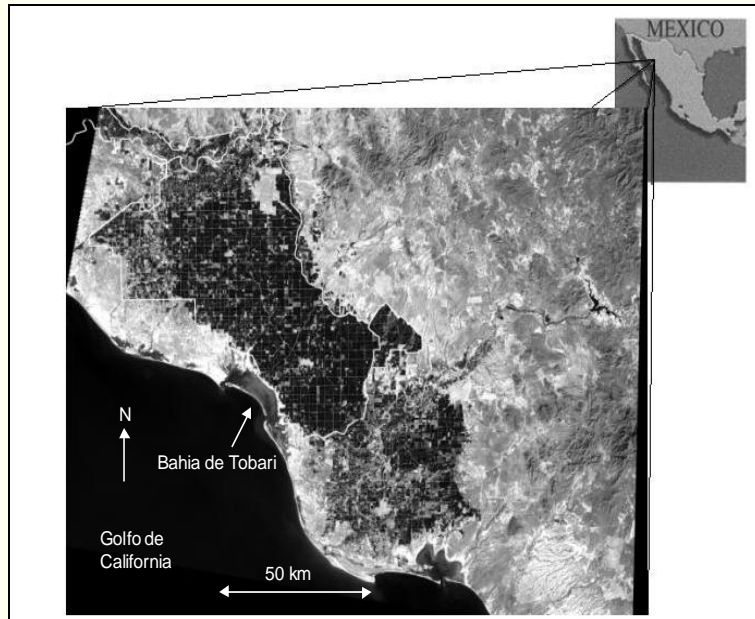 MEXICO
N
Bahia de Tobari
Golfo de
California
50 km